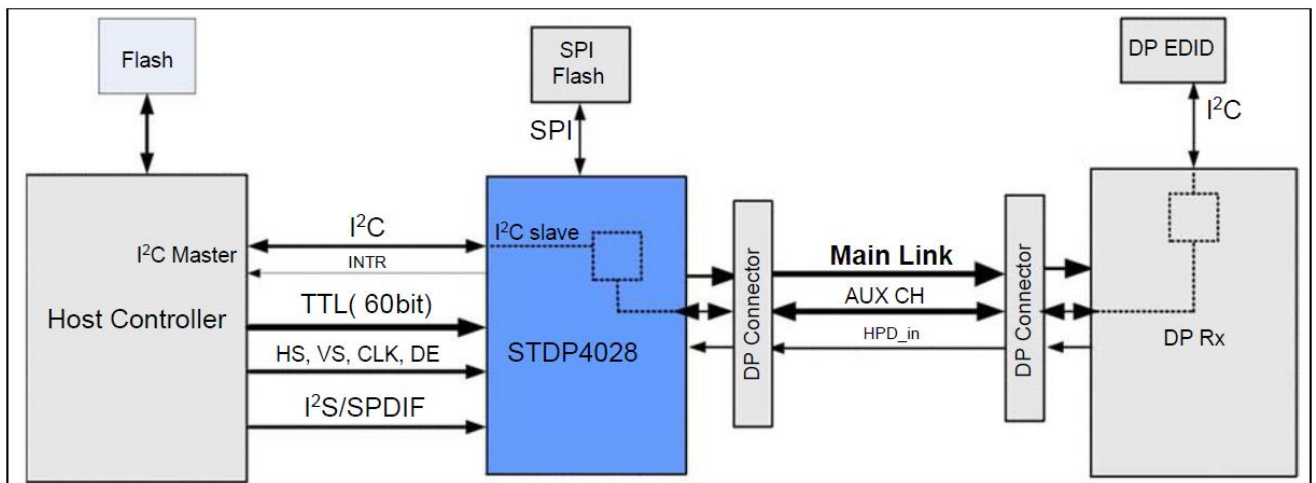 Flash
SPI
Flash
DP EDID
SPI
I²C
I²C
I²C slave
I²C Master
INTR
Host Controller
TTL( 60bit)
HS, VS, CLK, DE
I²S/SPDIF
STDP4028
DP Connector
Main Link
AUX CH
HPD_in
DP Connector
DP Rx